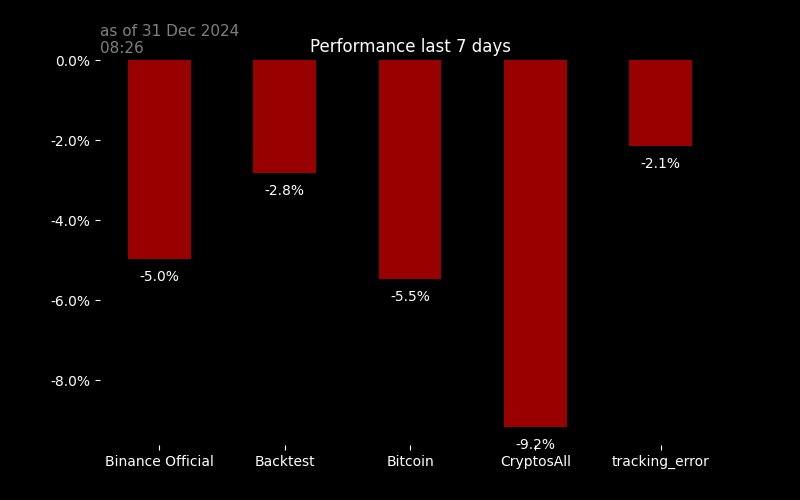 as of 31 Dec 2024
08:26
Performance last 7 days
0.0%
-2.0%
-4.0%
-6.0%
-8.0%
-5.0%
-2.8%
-5.5%
-9.2%
-2.1%
Binance Official
Backtest
Bitcoin
CryptosAll
tracking_error